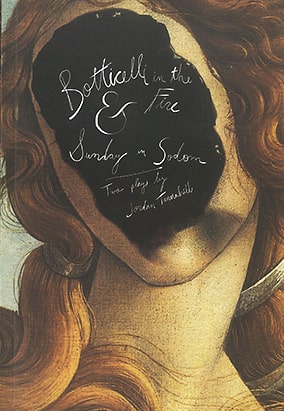 Botticelli in the
& Fire
Sunday in Sodom
Two plays by
Jordan Tannahill